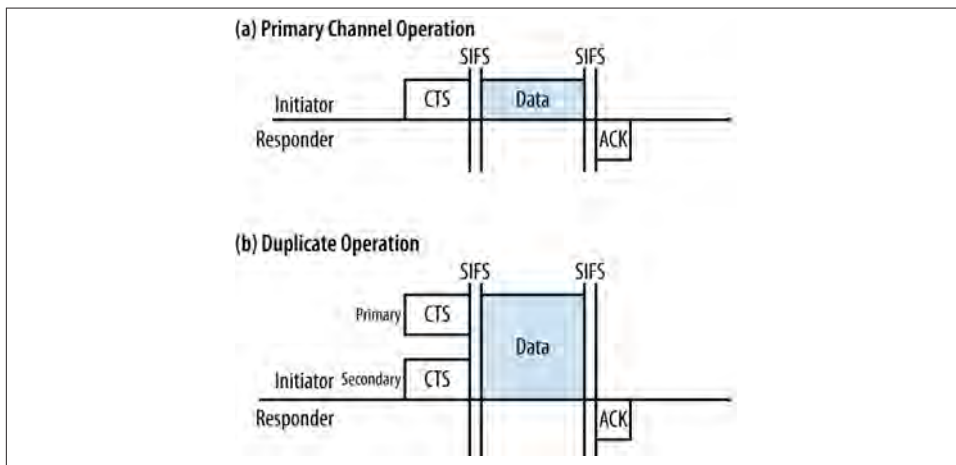 (a) Primary Channel Operation
SIFS SIFS
CTS Data
Initiator
Responder ACK
(b) Duplicate Operation
SIFS SIFS
Primary CTS
Data
Initiator Secondary CTS
Responder ACK